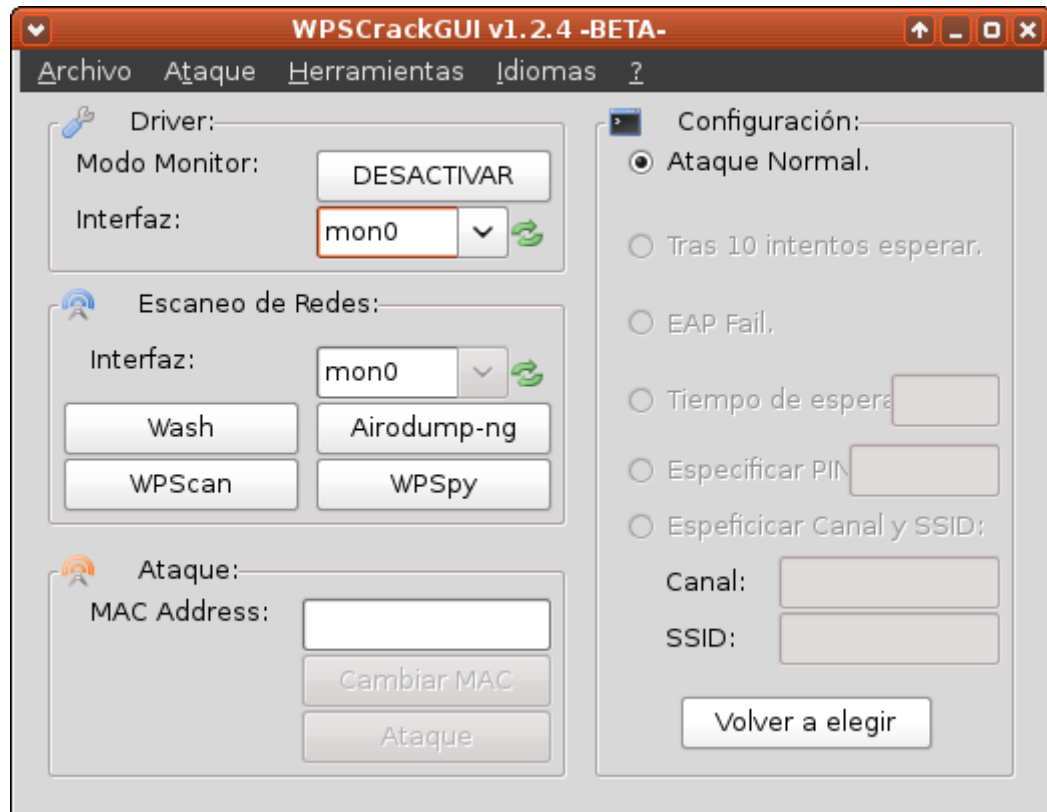 WPSCrackGUI v1.2.4 -BETA-
Archivo Ataque Herramientas Idiomas ?
Driver:
Modo Monitor: DESACTIVAR
Interfaz: mon0
Escaneo de Redes:
Interfaz: mon0
Wash Airodump-ng
WPScan WPSpy
Ataque:
MAC Address:
Cambiar MAC
Ataque
Configuración:
Ataque Normal.
Tras 10 intentos esperar.
EAP Fail.
Tiempo de espera
Especificar PIN
Espeficicar Canal y SSID:
Canal:
SSID:
Volver a elegir